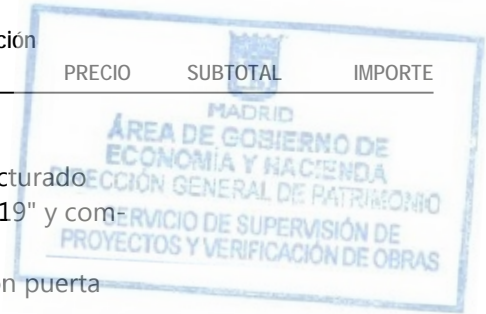 ción
PRECIO SUBTOTAL IMPORTE
MADRID
ÁREA DE GOBIERNO DE
ECONOMÍA Y HACIENDA
cturado
DIRECCIÓN GENERAL DE PATRIMONIO
19" y com-
SERVICIO DE SUPERVISIÓN DE
PROYECTOS Y VERIFICACIÓN DE OBRAS
n puerta